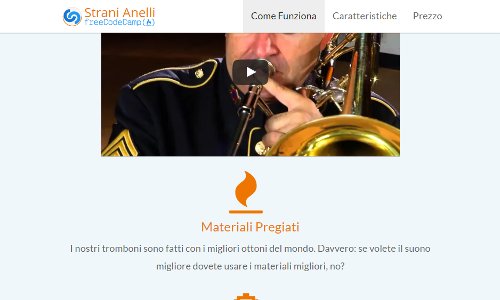 Strani Anelli
freeCodeCamp(🔥)
Come Funziona
Caratteristiche
Prezzo
Materiali Pregiati
I nostri tromboni sono fatti con i migliori ottoni del mondo. Davvero: se volete il suono
migliore dovete usare i materiali migliori, no?